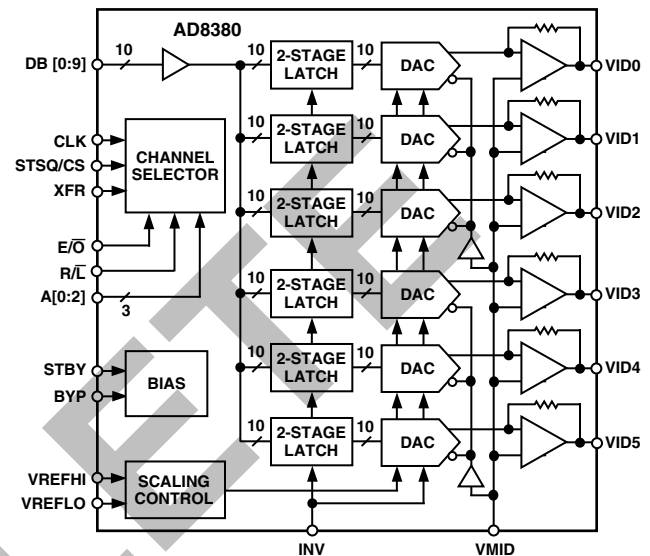 AD8380
DB [0:9]
10
10
2-STAGE
LATCH
10
DAC
VID0
CLK
STSQ/CS
XFR
CHANNEL
SELECTOR
10
2-STAGE
LATCH
10
DAC
VID1
10
2-STAGE
LATCH
10
DAC
VID2
E/O̅
R/L̅
A[0:2]
3
10
2-STAGE
LATCH
10
DAC
VID3
STBY
BYP
BIAS
10
2-STAGE
LATCH
10
DAC
VID4
10
2-STAGE
LATCH
10
DAC
VID5
VREFHI
VREFLO
SCALING
CONTROL
INV
VMID
ETE